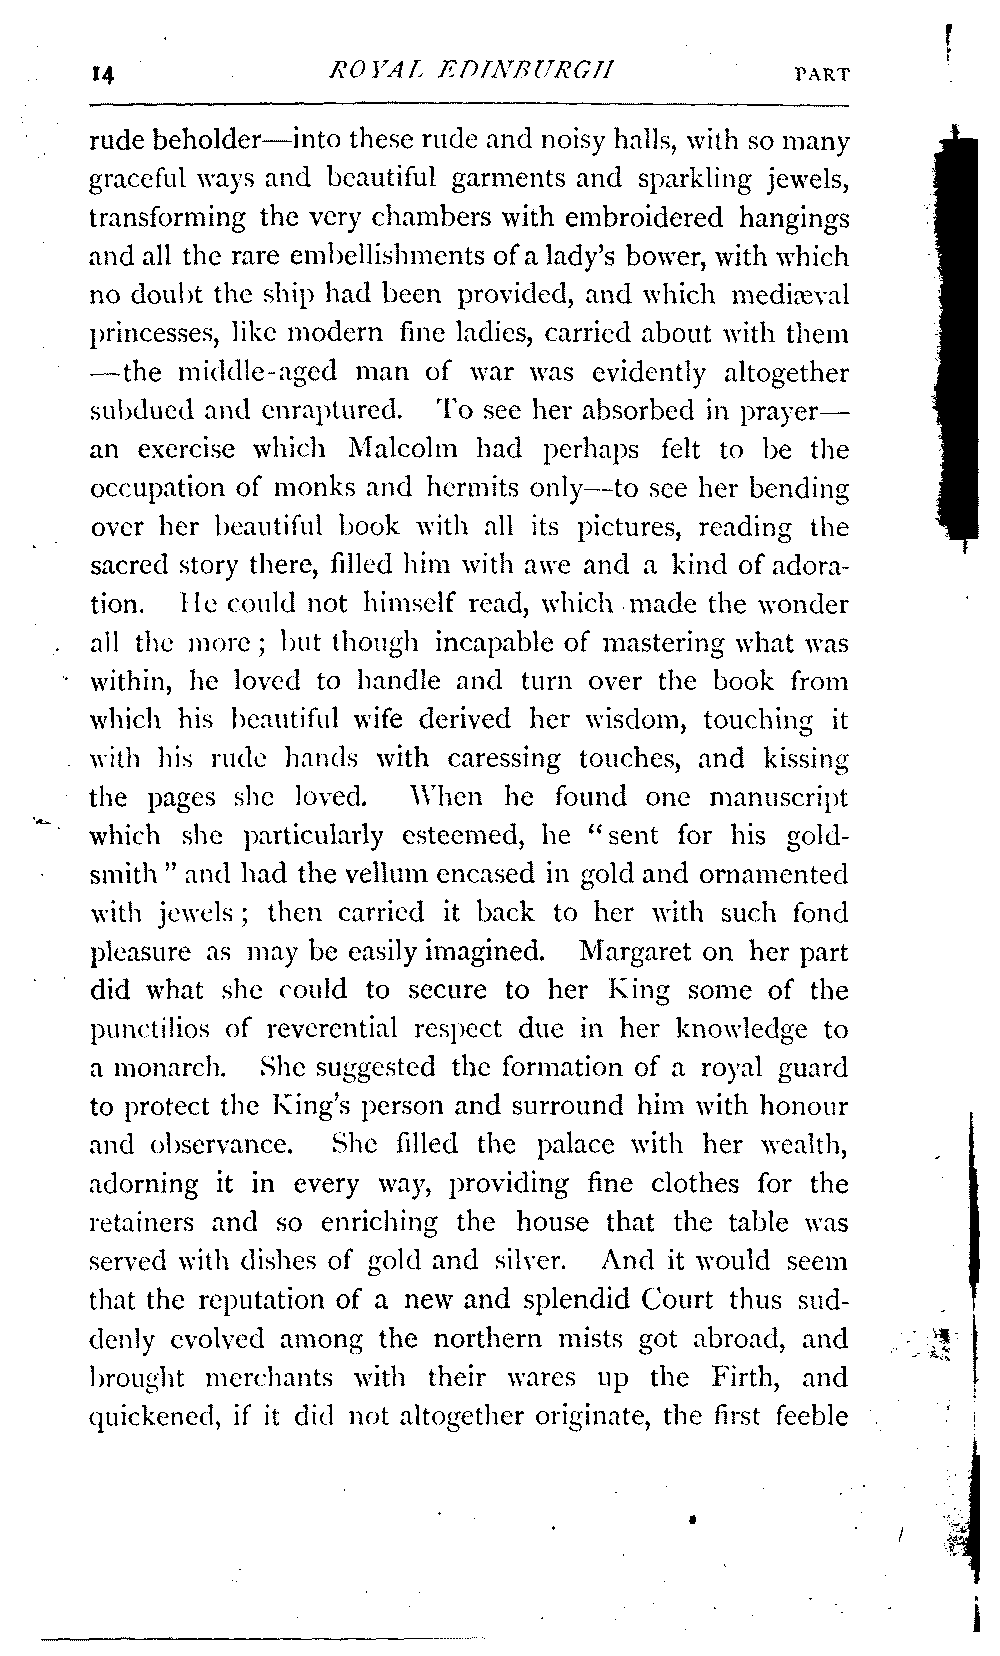 14 ROYAL EDINBURGH PART
rude beholder—into these rude and noisy halls, with so many
graceful ways and beautiful garments and sparkling jewels,
transforming the very chambers with embroidered hangings
and all the rare embellishments of a lady's bower, with which
no doubt the ship had been provided, and which mediæval
princesses, like modern fine ladies, carried about with them
—the middle-aged man of war was evidently altogether
subdued and enraptured. To see her absorbed in prayer—
an exercise which Malcolm had perhaps felt to be the
occupation of monks and hermits only—to see her bending
over her beautiful book with all its pictures, reading the
sacred story there, filled him with awe and a kind of adora-
tion. He could not himself read, which made the wonder
all the more; but though incapable of mastering what was
within, he loved to handle and turn over the book from
which his beautiful wife derived her wisdom, touching it
with his rude hands with caressing touches, and kissing
the pages she loved. When he found one manuscript
which she particularly esteemed, he "sent for his gold-
smith" and had the vellum encased in gold and ornamented
with jewels; then carried it back to her with such fond
pleasure as may be easily imagined. Margaret on her part
did what she could to secure to her King some of the
punctilios of reverential respect due in her knowledge to
a monarch. She suggested the formation of a royal guard
to protect the King's person and surround him with honour
and observance. She filled the palace with her wealth,
adorning it in every way, providing fine clothes for the
retainers and so enriching the house that the table was
served with dishes of gold and silver. And it would seem
that the reputation of a new and splendid Court thus sud-
denly evolved among the northern mists got abroad, and
brought merchants with their wares up the Firth, and
quickened, if it did not altogether originate, the first feeble